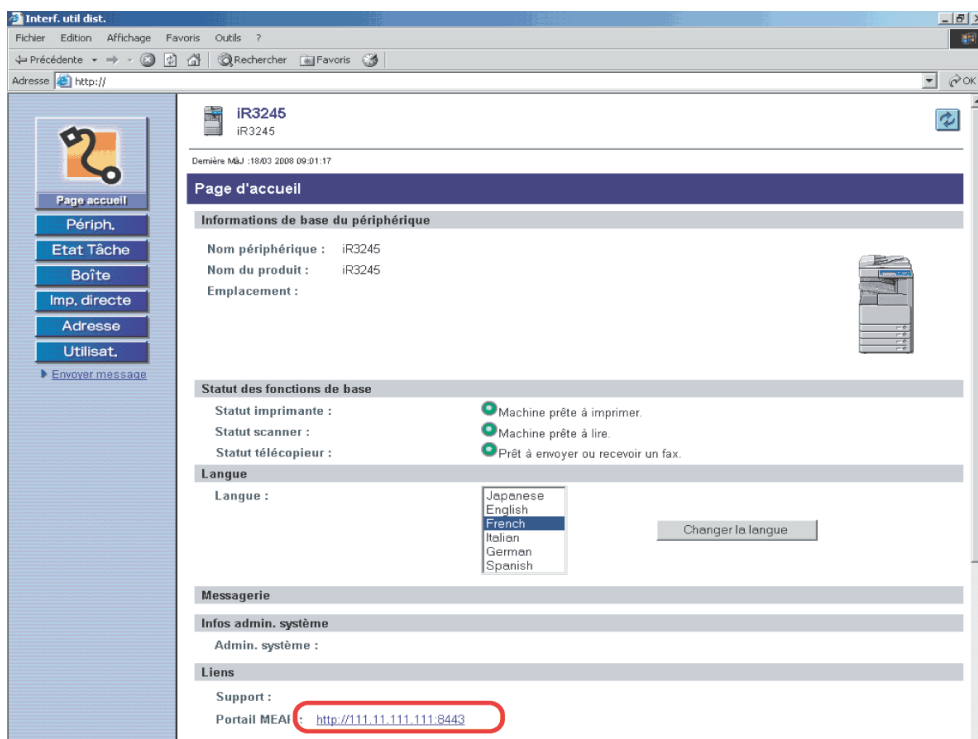 Interf. util dist.
Fichier Edition Affichage Favoris Outils ?
Précédente Rechercher Favoris
Adresse http:// OK
iR3245
iR3245
Dernière MàJ :18/03 2008 09:01:17
Page d'accueil
Page accueil
Périph.
Etat Tâche
Boîte
Imp. directe
Adresse
Utilisat.
Envoyer message
Informations de base du périphérique
Nom périphérique : iR3245
Nom du produit : iR3245
Emplacement :
Statut des fonctions de base
Statut imprimante : Machine prête à imprimer.
Statut scanner : Machine prête à lire.
Statut télécopieur : Prêt à envoyer ou recevoir un fax.
Langue
Langue :
Japanese
English
French
Italian
German
Spanish
Changer la langue
Messagerie
Infos admin. système
Admin. système :
Liens
Support :
Portail MEAP : http://111.11.111.111:8443